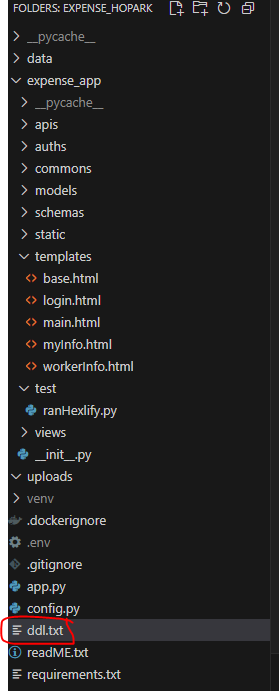 FOLDERS: EXPENSE_HOPARK
__pycache__
data
expense_app
__pycache__
apis
auths
commons
models
schemas
static
templates
base.html
login.html
main.html
myInfo.html
workerInfo.html
test
ranHexlify.py
views
__init__.py
uploads
venv
.dockerignore
.env
.gitignore
app.py
config.py
ddl.txt
readME.txt
requirements.txt